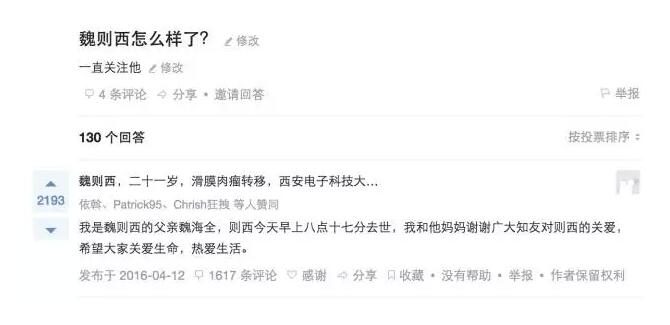 魏则西怎么样了? 修改
一直关注他 修改
4 条评论 分享 • 邀请回答 举报
130 个回答 按投票排序
2193
魏则西，二十一岁，滑膜肉瘤转移，西安电子科技大...
依斡、Patrick95、Chrish狂拽 等人赞同
我是魏则西的父亲魏海全，则西今天早上八点十七分去世，我和他妈妈谢谢广大知友对则西的关爱，
希望大家关爱生命，热爱生活。
发布于 2016-04-12 1617 条评论 感谢 分享 收藏 • 没有帮助 • 举报 • 作者保留权利